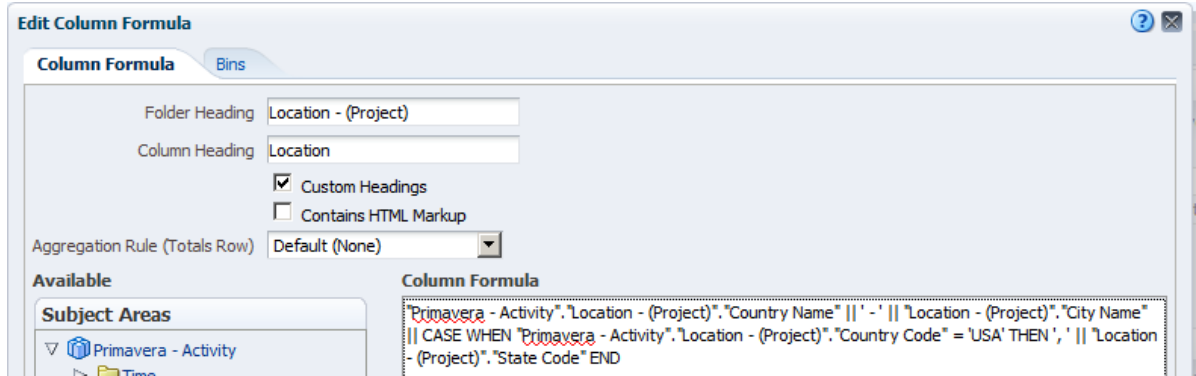 Edit Column Formula
Column Formula Bins
Folder Heading Location - (Project)
Column Heading Location
Custom Headings
Contains HTML Markup
Aggregation Rule (Totals Row) Default (None)
Available
Subject Areas
Primavera - Activity
Time
Column Formula
"Primavera - Activity"."Location - (Project)"."Country Name" || ' - ' || "Location - (Project)"."City Name"
|| CASE WHEN "Primavera - Activity"."Location - (Project)"."Country Code" = 'USA' THEN ', ' || "Location
- (Project)"."State Code" END